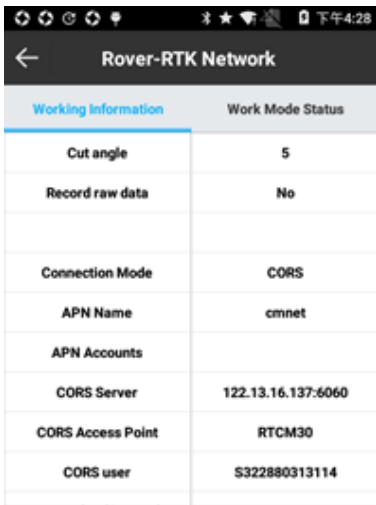 下午4:28
Rover-RTK Network
Working Information Work Mode Status
Cut angle 5
Record raw data No
Connection Mode CORS
APN Name cmnet
APN Accounts
CORS Server 122.13.16.137:6060
CORS Access Point RTCM30
CORS user S322880313114